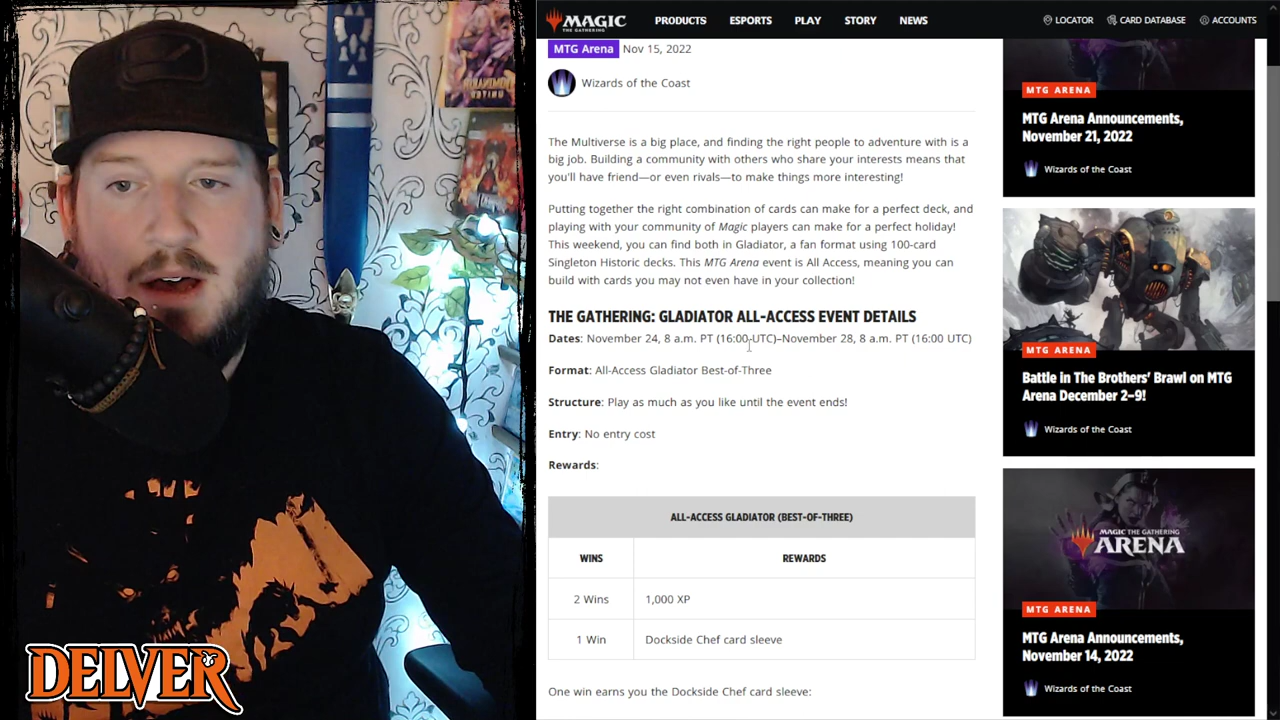 MAGIC
THE GATHERING
PRODUCTS
ESPORTS
PLAY
STORY
NEWS
LOCATOR
CARD DATABASE
ACCOUNTS
MTG Arena Nov 15, 2022
Wizards of the Coast
The Multiverse is a big place, and finding the right people to adventure with is a
big job. Building a community with others who share your interests means that
you'll have friend—or even rivals—to make things more interesting!
Putting together the right combination of cards can make for a perfect deck, and
playing with your community of Magic players can make for a perfect holiday!
This weekend, you can find both in Gladiator, a fan format using 100-card
Singleton Historic decks. This MTG Arena event is All Access, meaning you can
build with cards you may not even have in your collection!
THE GATHERING: GLADIATOR ALL-ACCESS EVENT DETAILS
Dates: November 24, 8 a.m. PT (16:00 UTC)–November 28, 8 a.m. PT (16:00 UTC)
Format: All-Access Gladiator Best-of-Three
Structure: Play as much as you like until the event ends!
Entry: No entry cost
Rewards:
ALL-ACCESS GLADIATOR (BEST-OF-THREE)
WINS REWARDS
2 Wins 1,000 XP
1 Win Dockside Chef card sleeve
One win earns you the Dockside Chef card sleeve:
MTG ARENA
MTG Arena Announcements,
November 21, 2022
Wizards of the Coast
MTG ARENA
Battle in The Brothers' Brawl on MTG
Arena December 2–9!
Wizards of the Coast
MAGIC THE GATHERING
ARENA
MTG ARENA
MTG Arena Announcements,
November 14, 2022
Wizards of the Coast
DELVER